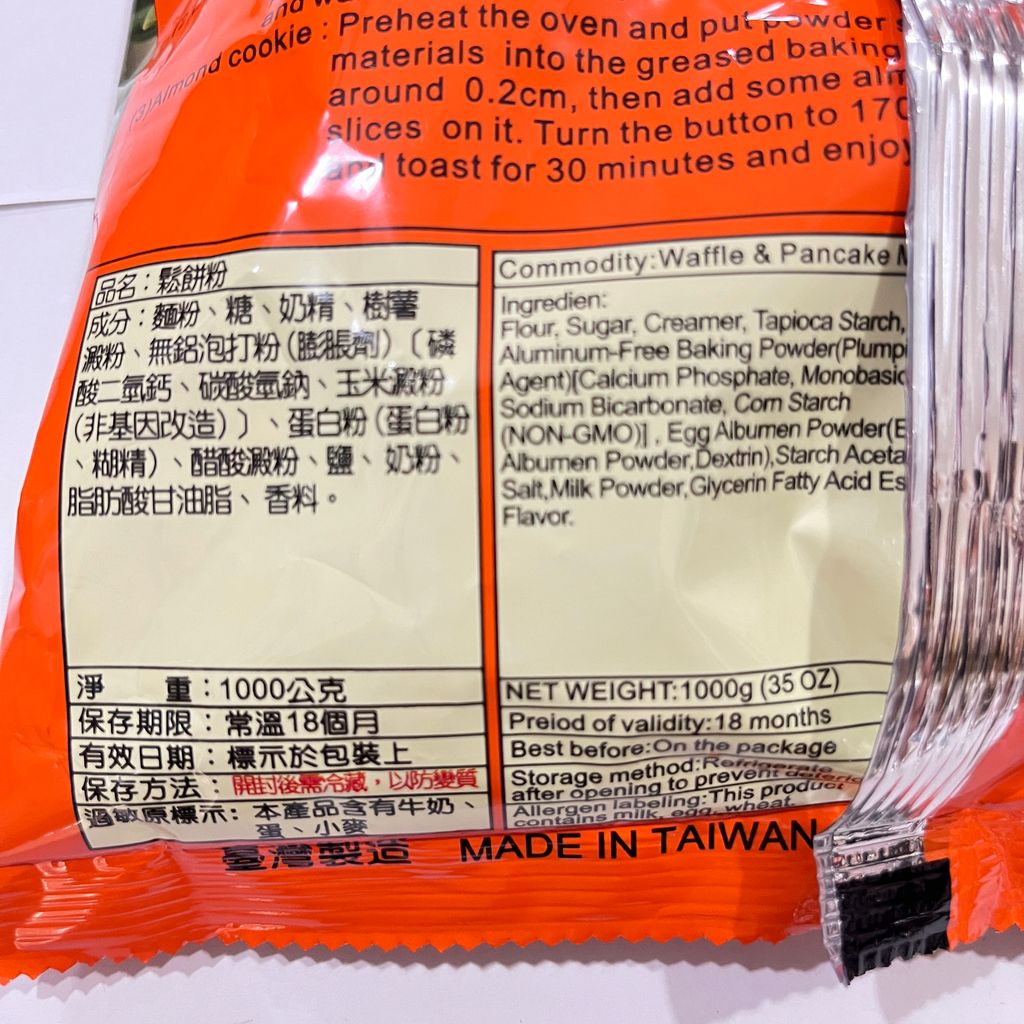 and
(3)Almond cookie : Preheat the oven and put powder
materials into the greased baking
around 0.2cm, then add some
slices on it. Turn the button to
and toast for 30 minutes and enjoy
品名：鬆餅粉
成分：麵粉、糖、奶精、樹薯
澱粉、無鋁泡打粉(膨脹劑)〔磷
酸二氫鈣、碳酸氫鈉、玉米澱粉
(非基因改造)〕、蛋白粉(蛋白粉
、糊精)、醋酸澱粉、鹽、奶粉、
脂肪酸甘油脂、香料。
淨 重：1000公克
保存期限：常溫18個月
有效日期：標示於包裝上
保存方法：開封後需冷藏，以防變質
過敏原標示：本產品含有牛奶、
蛋、小麥
Commodity:Waffle & Pancake
Ingredien:
Flour, Sugar, Creamer, Tapioca Starch,
Aluminum-Free Baking Powder(Plumpi
Agent)[Calcium Phosphate, Monobasic
Sodium Bicarbonate, Corn Starch
(NON-GMO)] , Egg Albumen Powder(E
Albumen Powder,Dextrin),Starch Aceta
Salt,Milk Powder,Glycerin Fatty Acid Es
Flavor.
NET WEIGHT:1000g (35 OZ)
Preiod of validity:18 months
Best before:On the package
Storage method:Refrigerate
after opening to prevent deterio
Allergen labeling:This product
contains milk, egg, wheat.
臺灣製造 MADE IN TAIWAN